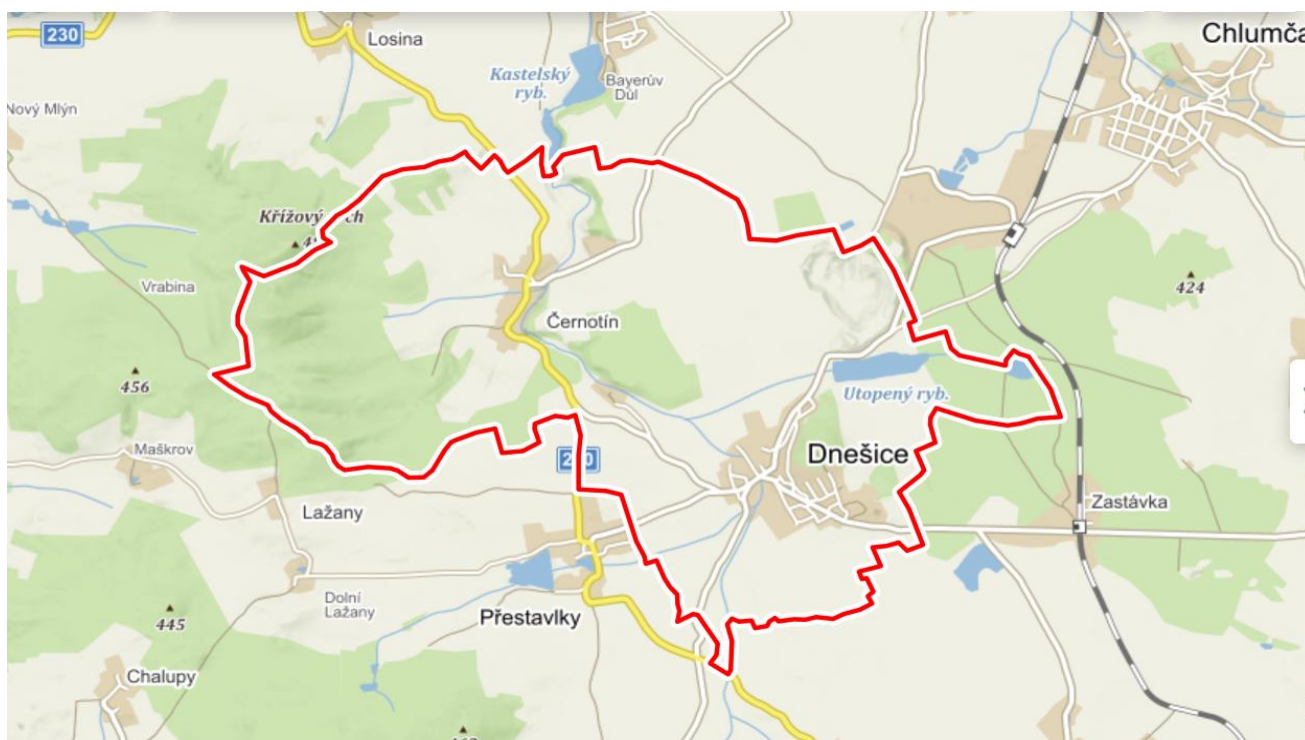 230
Losina
Chlumča
Kastelský
ryb.
Bayerův
Důl
Nový Mlýn
Křížový
424
Vrabina
Černotín
456
Utopený ryb.
Maškrov
Dnešice
Lažany
Zastávka
Dolní
Lažany
445
Přestavlky
Chalupy